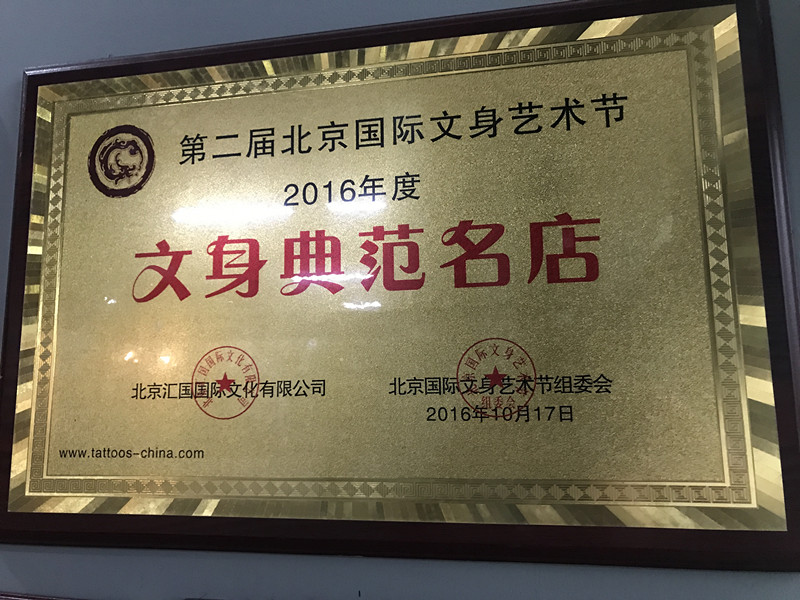 第二届北京国际文身艺术节
2016年度
文身典范名店
北京汇国国际文化有限公司
北京国际文身艺术节组委会
2016年10月17日
组委会
www.tattoos-china.com